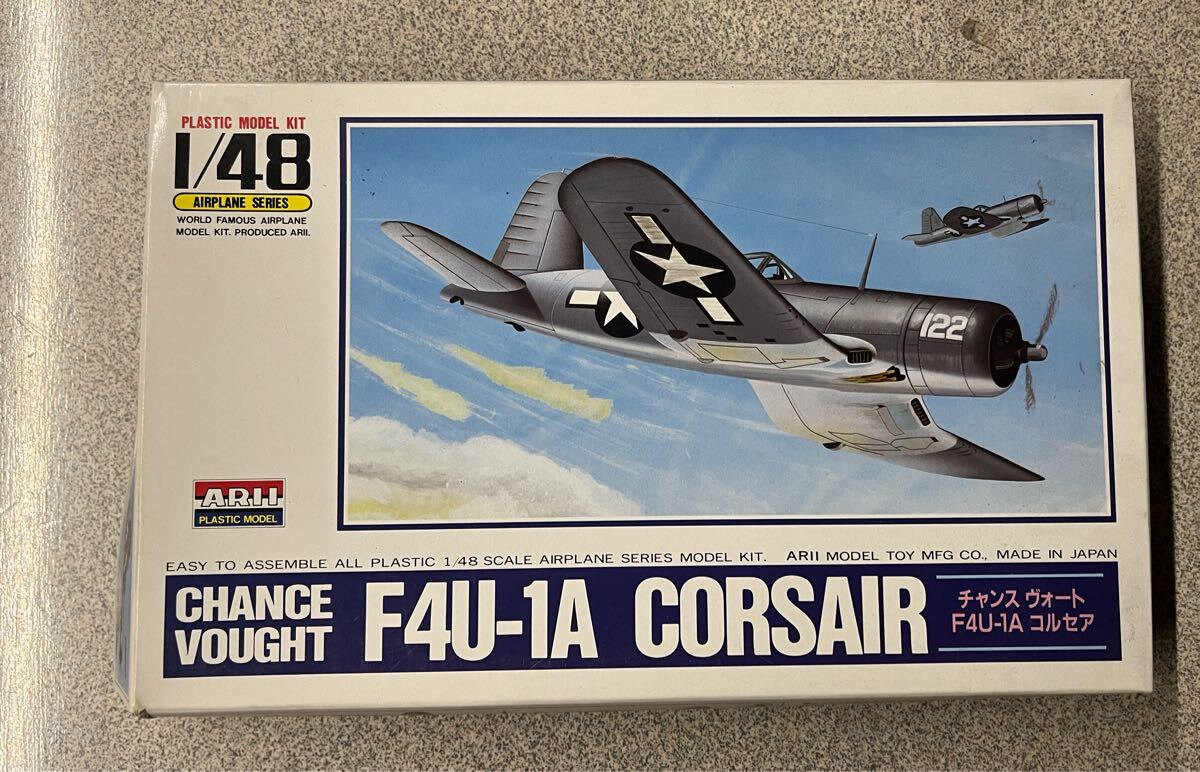 PLASTIC MODEL KIT
1/48
AIRPLANE SERIES
WORLD FAMOUS AIRPLANE
MODEL KIT. PRODUCED ARII.
122
ARII
PLASTIC MODEL
EASY TO ASSEMBLE ALL PLASTIC 1/48 SCALE AIRPLANE SERIES MODEL KIT. ARII MODEL TOY MFG CO., MADE IN JAPAN
CHANCE
VOUGHT
F4U-1A CORSAIR
チャンス ヴォート
F4U-1A コルセア